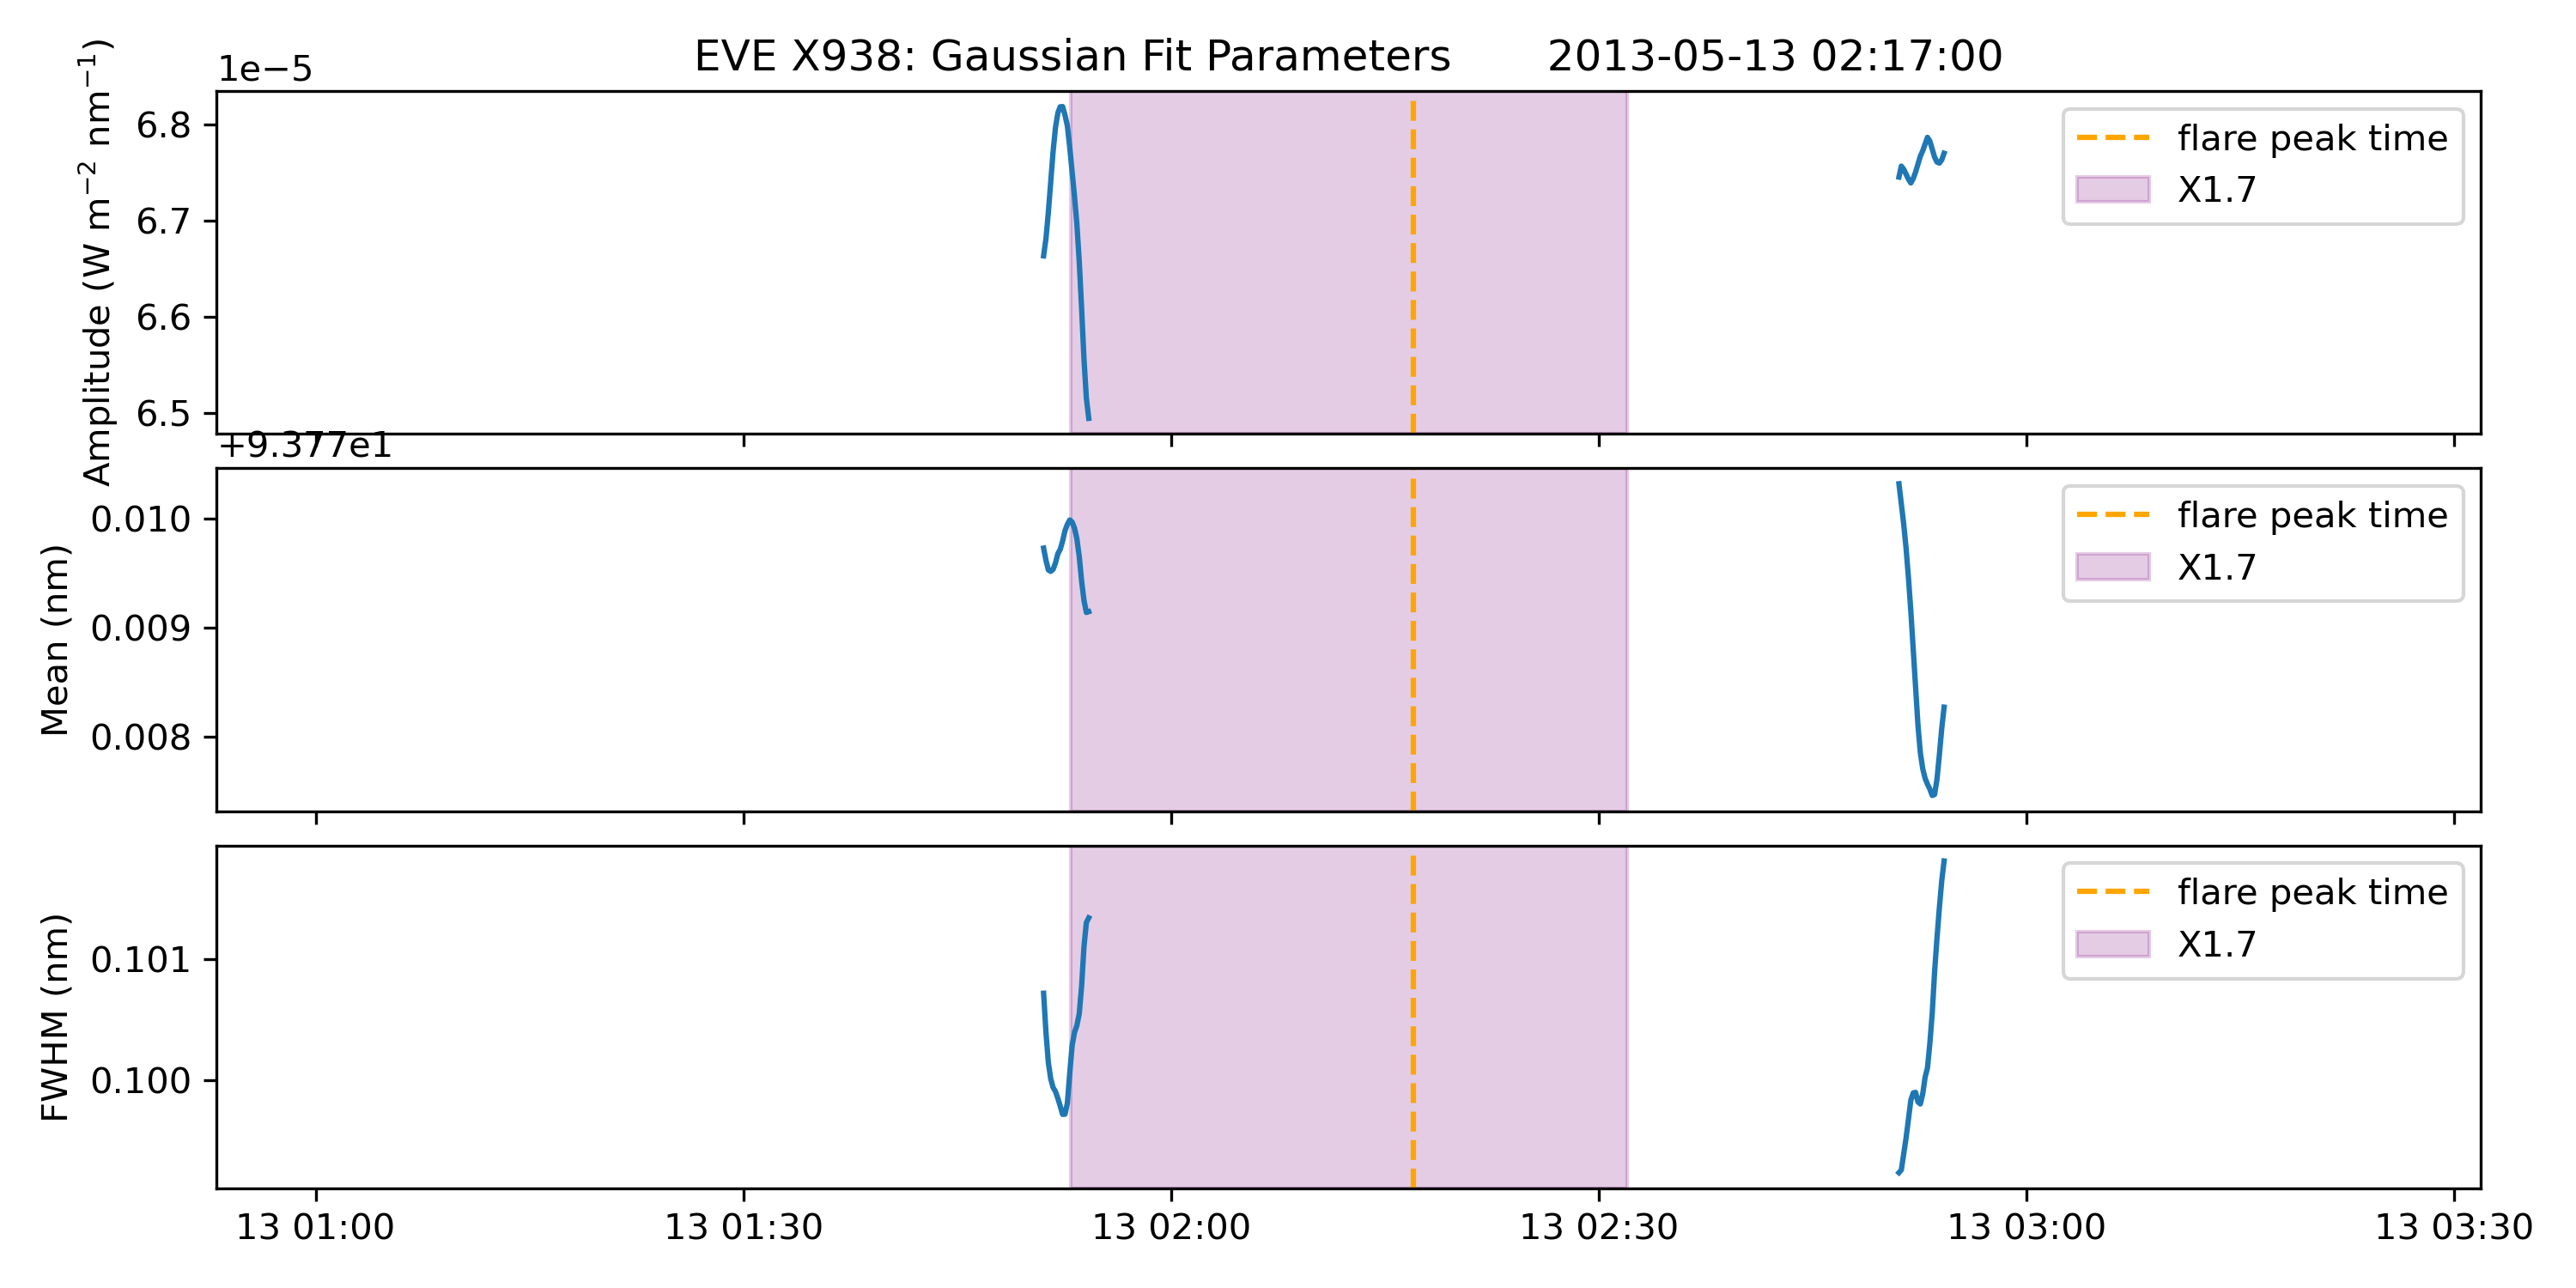 EVE X938: Gaussian Fit Parameters 2013-05-13 02:17:00
1e−5
Amplitude (W m⁻² nm⁻¹)
6.8
6.7
6.6
6.5
flare peak time
X1.7
+9.377e1
Mean (nm)
0.010
0.009
0.008
flare peak time
X1.7
FWHM (nm)
0.101
0.100
flare peak time
X1.7
13 01:00
13 01:30
13 02:00
13 02:30
13 03:00
13 03:30